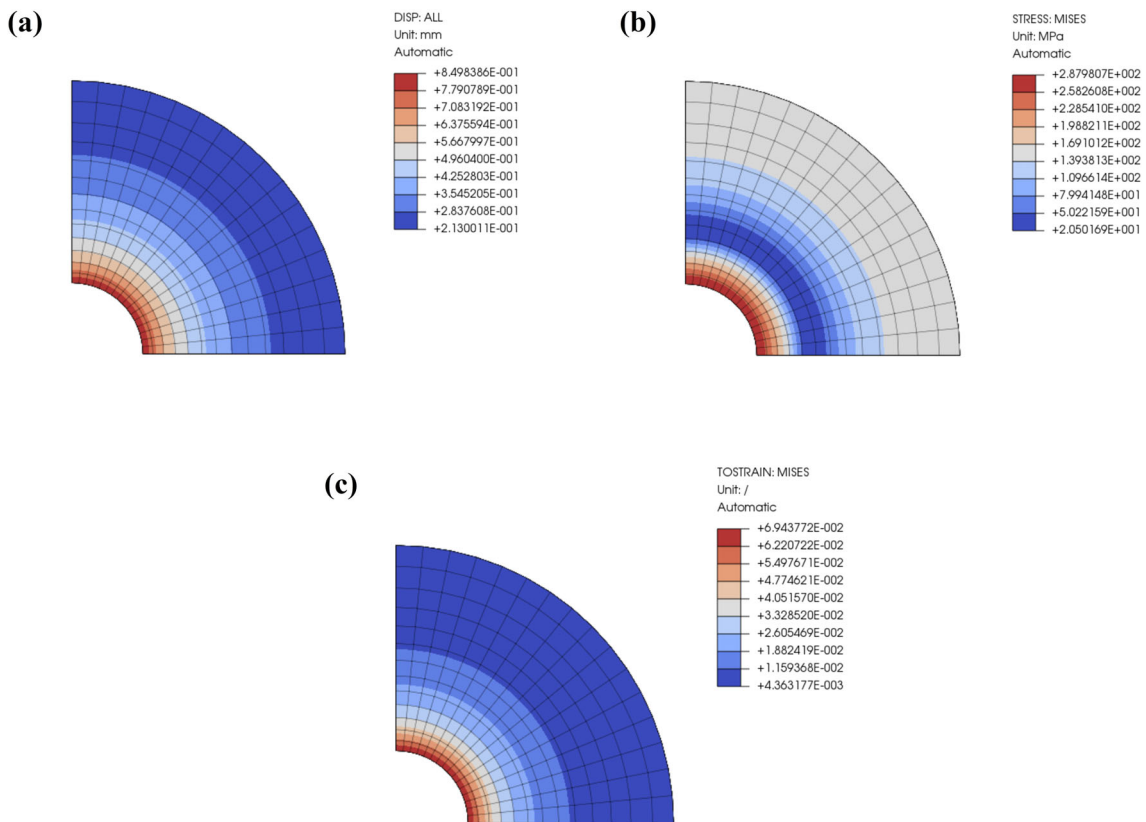 (a)
DISP: ALL
Unit: mm
Automatic
+8.498386E-001
+7.790789E-001
+7.083192E-001
+6.375594E-001
+5.667997E-001
+4.960400E-001
+4.252803E-001
+3.545205E-001
+2.837608E-001
+2.130011E-001
(b)
STRESS: MISES
Unit: MPa
Automatic
+2.879807E+002
+2.582608E+002
+2.285410E+002
+1.988211E+002
+1.691012E+002
+1.393813E+002
+1.096614E+002
+7.994148E+001
+5.022159E+001
+2.050169E+001
(c)
TOSTRAIN: MISES
Unit: /
Automatic
+6.943772E-002
+6.220722E-002
+5.497671E-002
+4.774621E-002
+4.051570E-002
+3.328520E-002
+2.605469E-002
+1.882419E-002
+1.159368E-002
+4.363177E-003